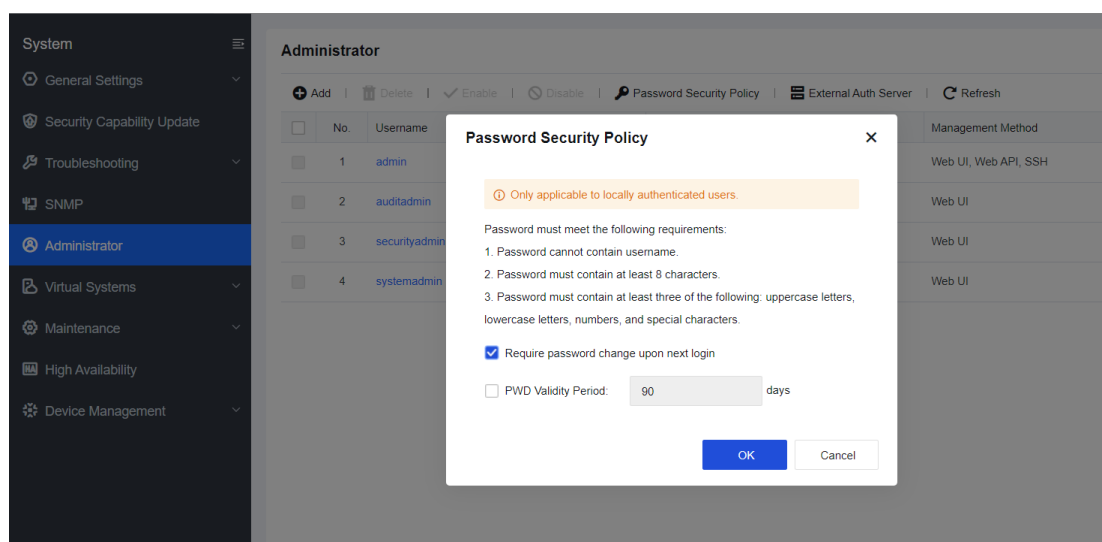 System
General Settings
Security Capability Update
Troubleshooting
SNMP
Administrator
Virtual Systems
Maintenance
HA High Availability
Device Management
Administrator
Add | Delete | Enable | Disable | Password Security Policy | External Auth Server | Refresh
No. Username Management Method
1 admin Web UI, Web API, SSH
2 auditadmin Web UI
3 securityadmin Web UI
4 systemadmin Web UI
Password Security Policy
Only applicable to locally authenticated users.
Password must meet the following requirements:
1. Password cannot contain username.
2. Password must contain at least 8 characters.
3. Password must contain at least three of the following: uppercase letters,
lowercase letters, numbers, and special characters.
Require password change upon next login
PWD Validity Period: 90 days
OK Cancel